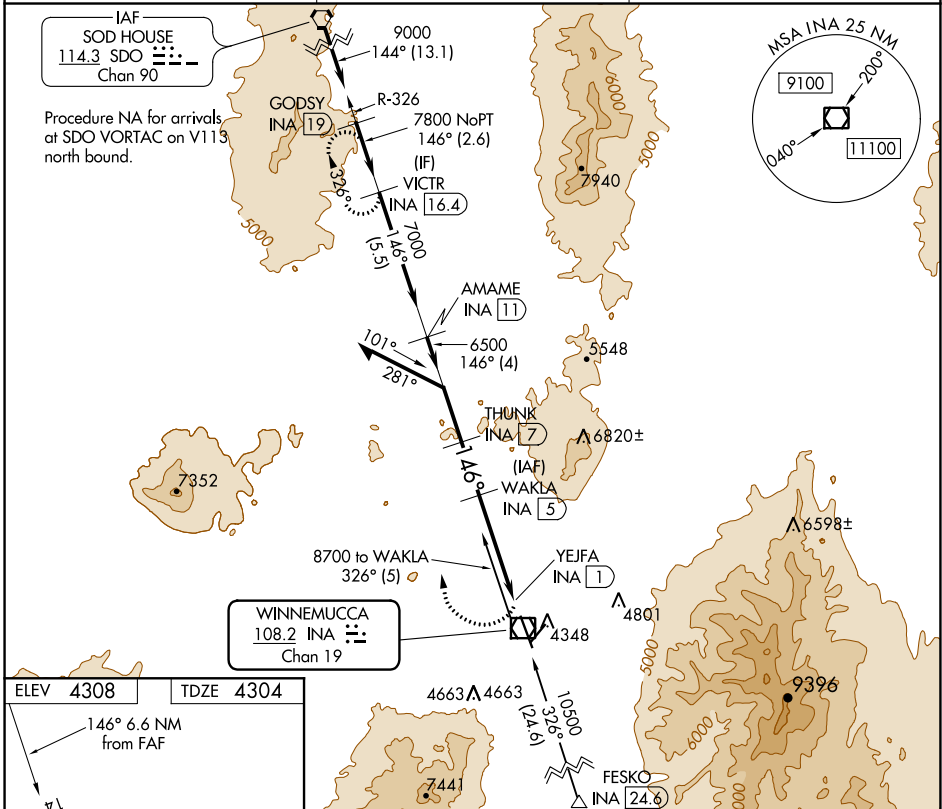 IAF
SOD HOUSE
114.3 SDO
Chan 90
Procedure NA for arrivals
at SDO VORTAC on V113
north bound.
9000
144° (13.1)
GODSY
INA 19
R-326
7800 NoPT
146° (2.6)
(IF)
VICTR
INA 16.4
326°
7000
146°
(5.5)
5000
6000
5000
7940
MSA INA 25 NM
9100
200°
040°
11100
AMAME
INA 11
6500
146° (4)
101°
281°
5548
THUNK
INA 7
6820±
146°
(IAF)
WAKLA
INA 5
7352
6598±
8700 to WAKLA
326° (5)
YEJFA
INA 1
WINNEMUCCA
108.2 INA
Chan 19
4348
4801
5000
9396
6000
4663 4663
10500
326°
(24.6)
FESKO
INA 24.6
7441
ELEV 4308
TDZE 4304
146° 6.6 NM
from FAF
14